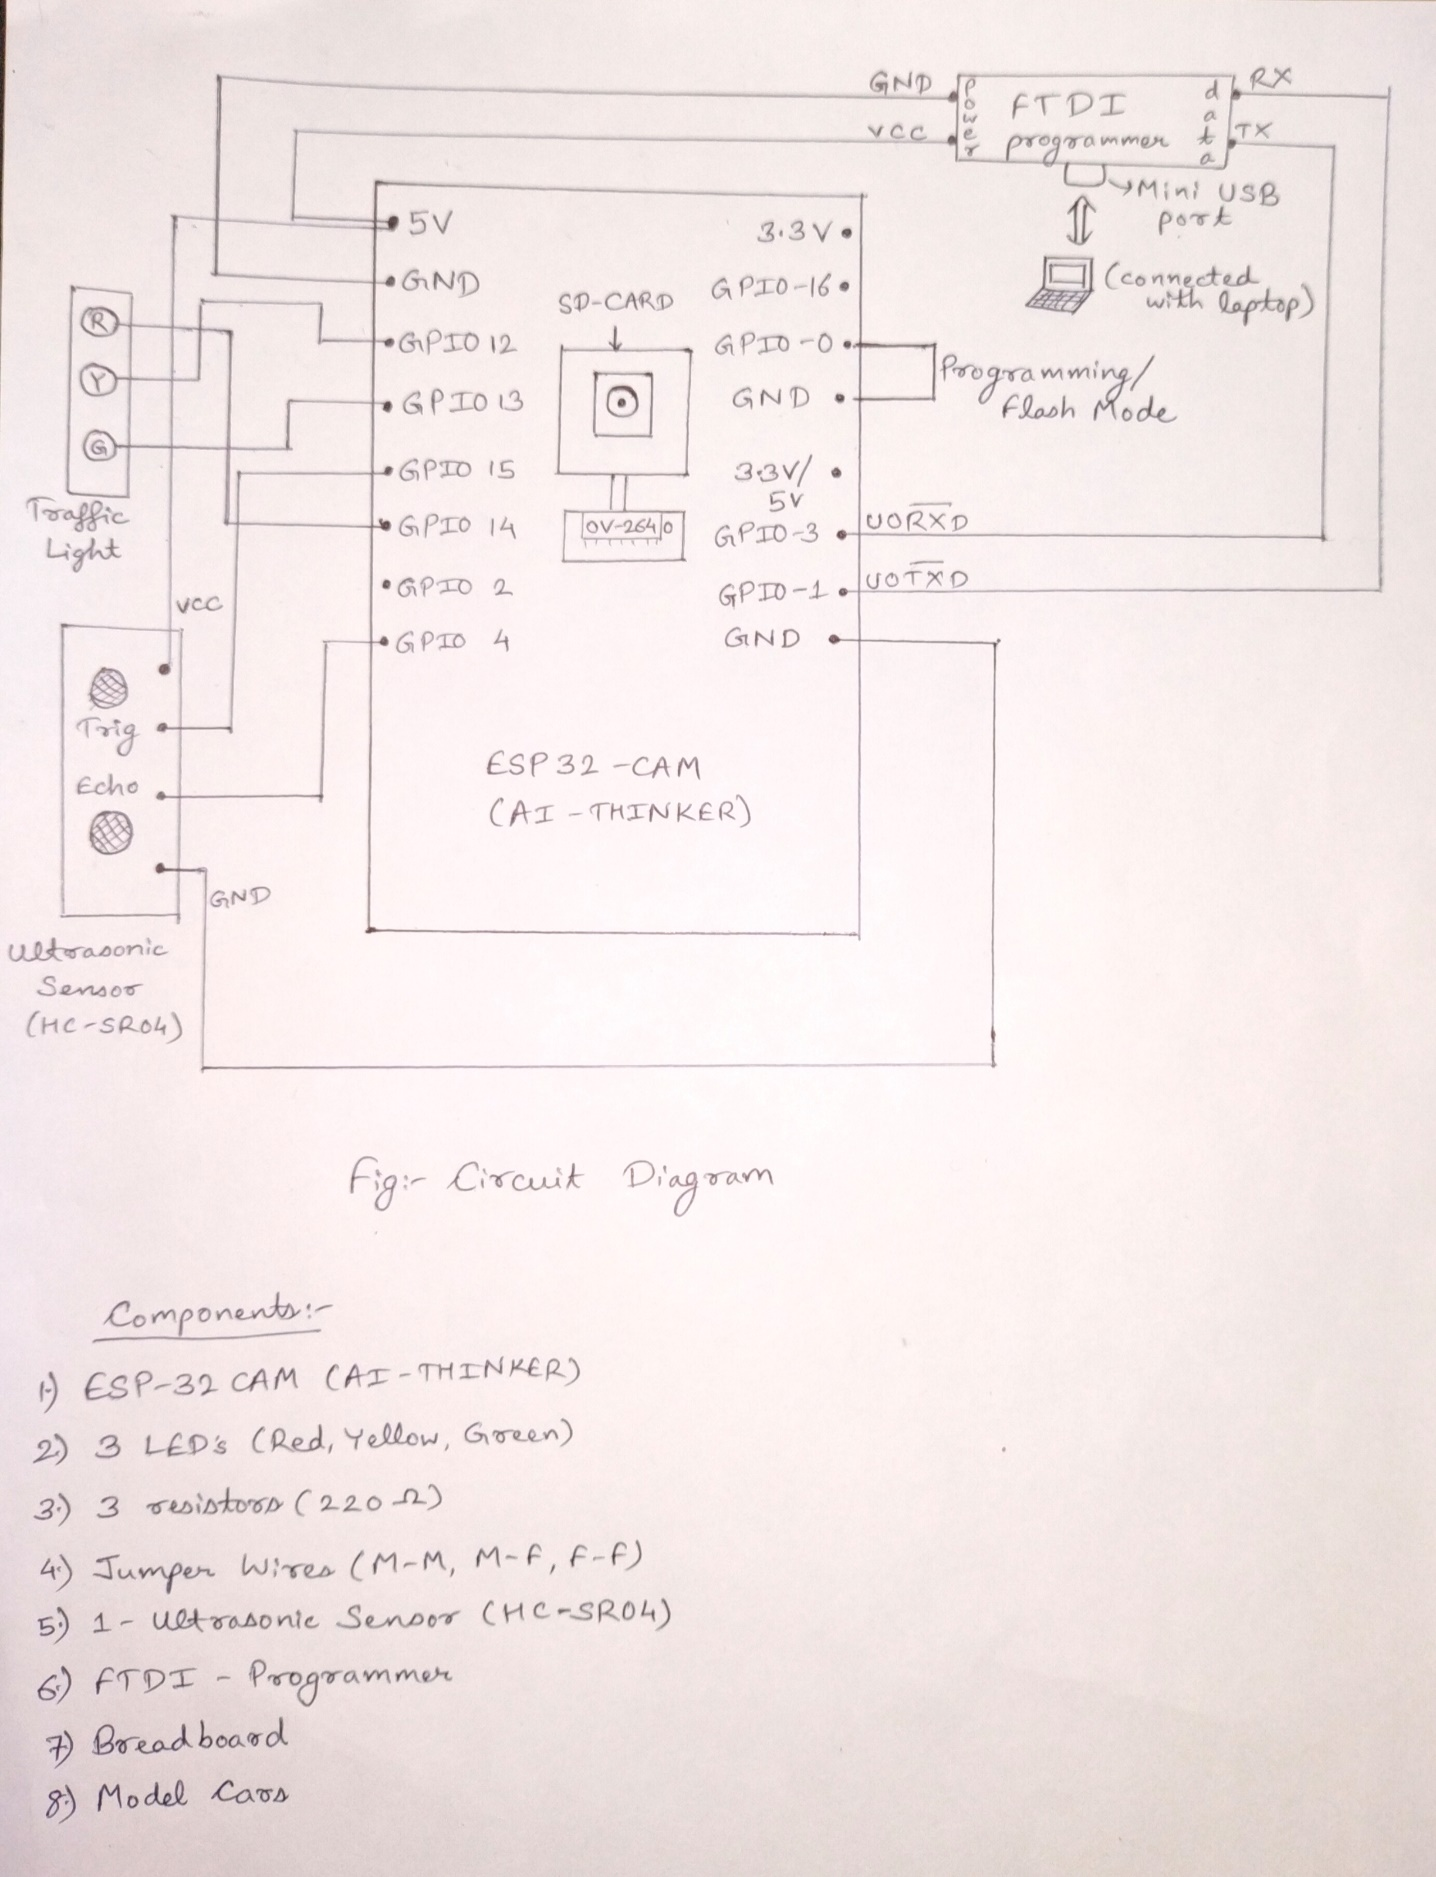 GND
Power
FTDI
programmer
data
RX
VCC
TX
Mini USB
port
(connected
with laptop)
5V
3.3V
GND
SD-CARD
GPIO-16
R
GPIO 12
GPIO-0
Programming/
Flash Mode
Y
GPIO 13
GND
G
GPIO 15
3.3V/
5V
Traffic
Light
GPIO 14
OV-2640
GPIO-3
UORXD
GPIO 2
GPIO-1
UOTXD
VCC
GPIO 4
GND
Trig
Echo
ESP32-CAM
(AI-THINKER)
GND
Ultrasonic
Sensor
(HC-SR04)
Fig:- Circuit Diagram
Components:-
1.) ESP-32 CAM (AI-THINKER)
2.) 3 LED's (Red, Yellow, Green)
3.) 3 resistors (220 Ω)
4.) Jumper Wires (M-M, M-F, F-F)
5.) 1- Ultrasonic Sensor (HC-SR04)
6.) FTDI - Programmer
7.) Breadboard
8.) Model Cars